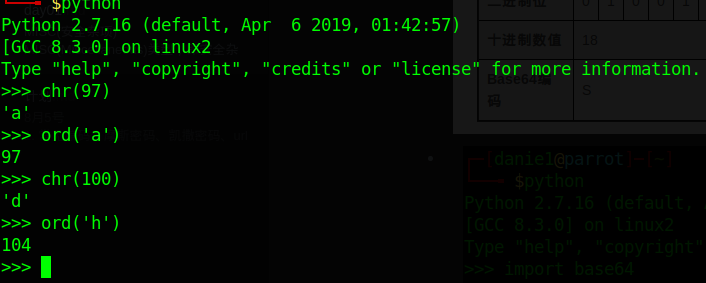 $python
Python 2.7.16 (default, Apr  6 2019, 01:42:57)
[GCC 8.3.0] on linux2
Type "help", "copyright", "credits" or "license" for more information.
>>> chr(97)
'a'
>>> ord('a')
97
>>> chr(100)
'd'
>>> ord('h')
104
>>>
二进制位 0 1 0 0 1
十进制数值 18
Base64编码 S
[daniel@parrot]─[~]
$python
Python 2.7.16 (default,
[GCC 8.3.0] on linux2
Type "help", "copyright"
>>> import base64